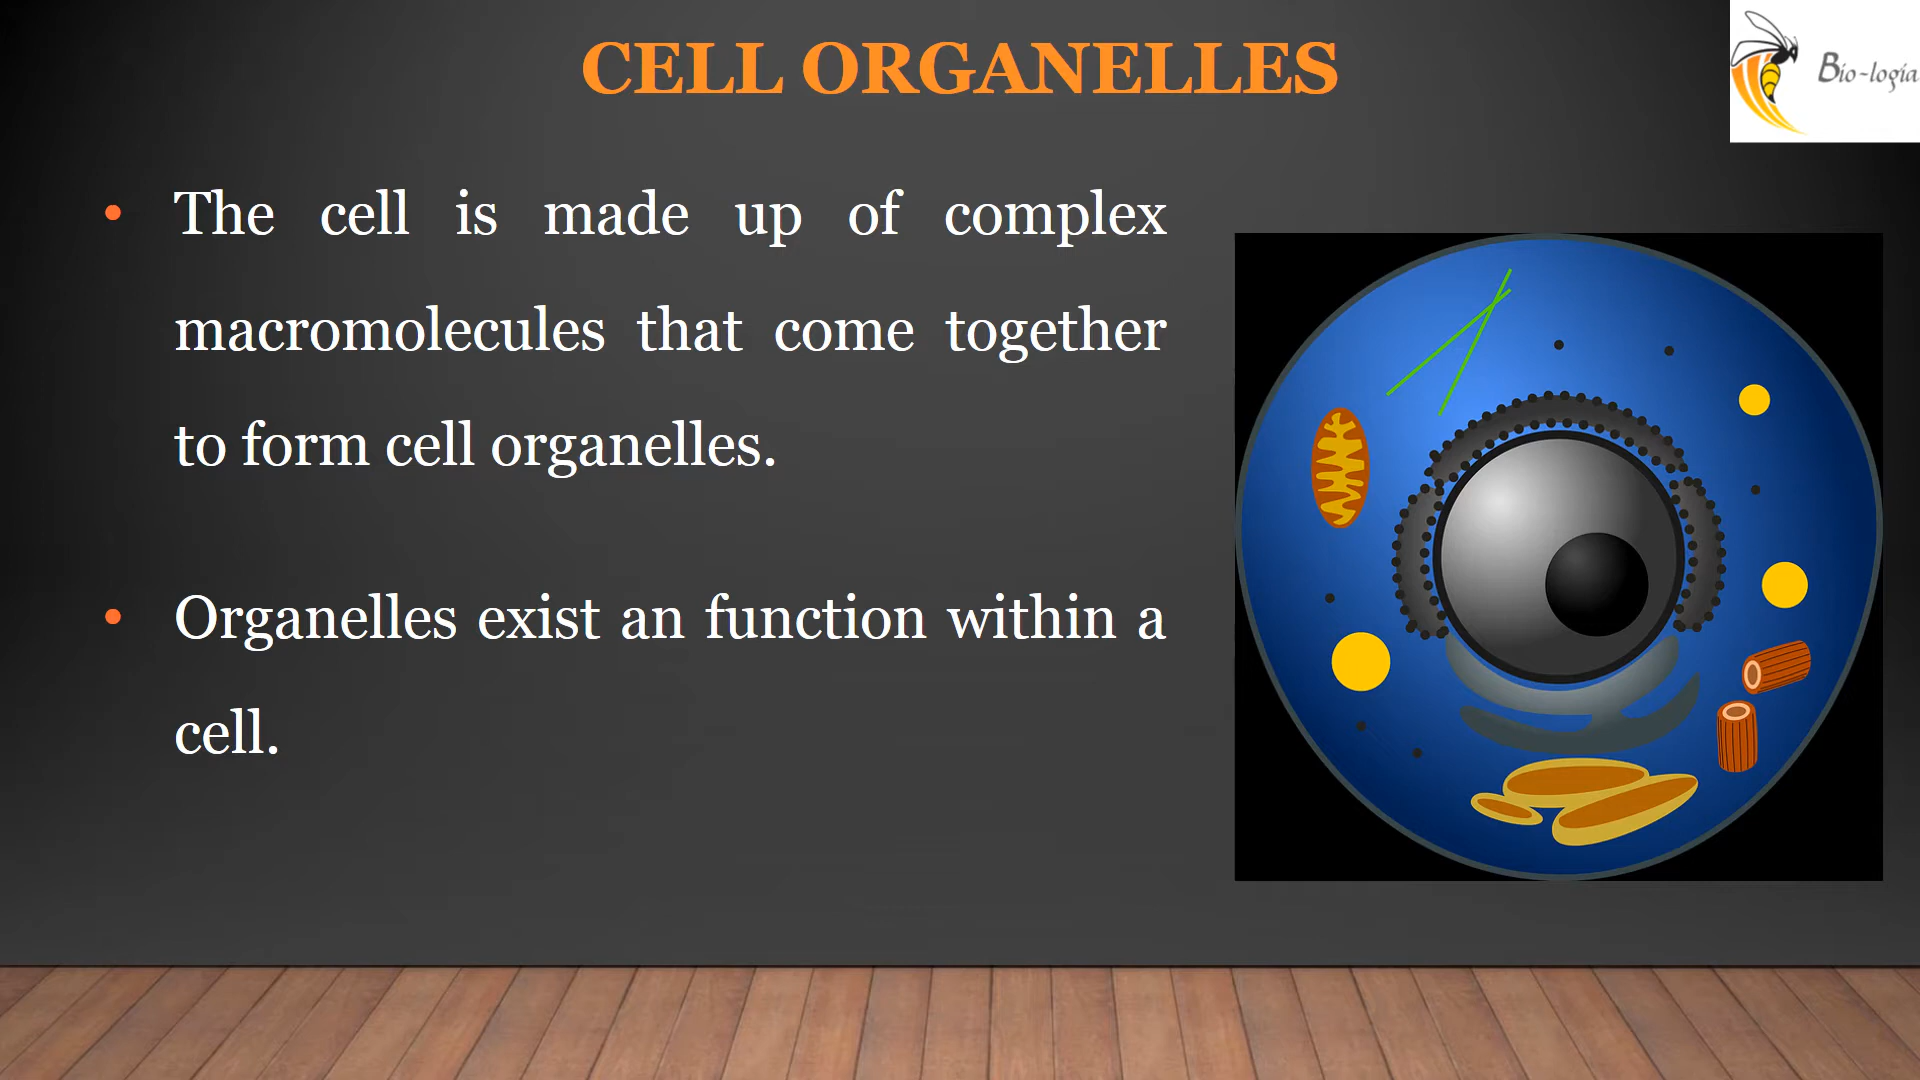 CELL ORGANELLES
Bio-logia
• The cell is made up of complex
macromolecules that come together
to form cell organelles.
• Organelles exist an function within a
cell.